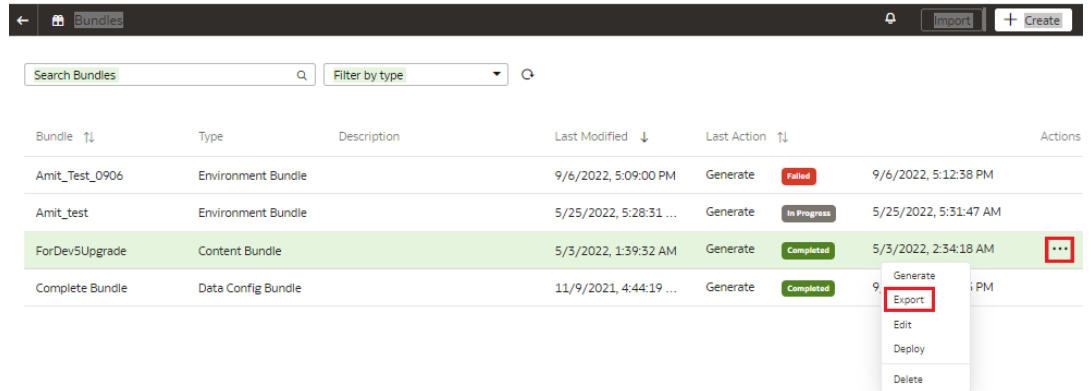 Bundles Import + Create
Search Bundles Filter by type
Bundle Type Description Last Modified Last Action Actions
Amit_Test_0906 Environment Bundle 9/6/2022, 5:09:00 PM Generate Failed 9/6/2022, 5:12:38 PM
Amit_test Environment Bundle 5/25/2022, 5:28:31 ... Generate In Progress 5/25/2022, 5:31:47 AM
ForDev5Upgrade Content Bundle 5/3/2022, 1:39:32 AM Generate Completed 5/3/2022, 2:34:18 AM ...
Generate
Complete Bundle Data Config Bundle 11/9/2021, 4:44:19 ... Generate Completed 9 PM
Export
Edit
Deploy
Delete